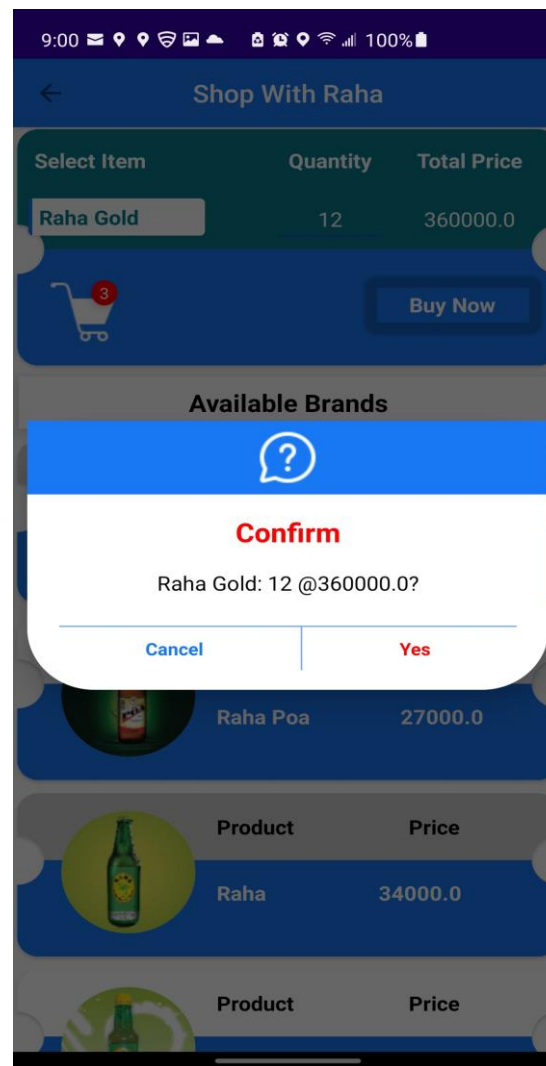 9:00 100%
Shop With Raha
Select Item Quantity Total Price
Raha Gold 12 360000.0
3
Buy Now
Available Brands
?
Confirm
Raha Gold: 12 @360000.0?
Cancel Yes
Raha Poa 27000.0
Product Price
Raha 34000.0
Product Price